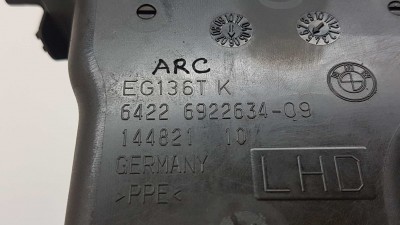 ARC
EG136T K
6422 6922634-09
144821 10
GERMANY
LHD
>PPE<